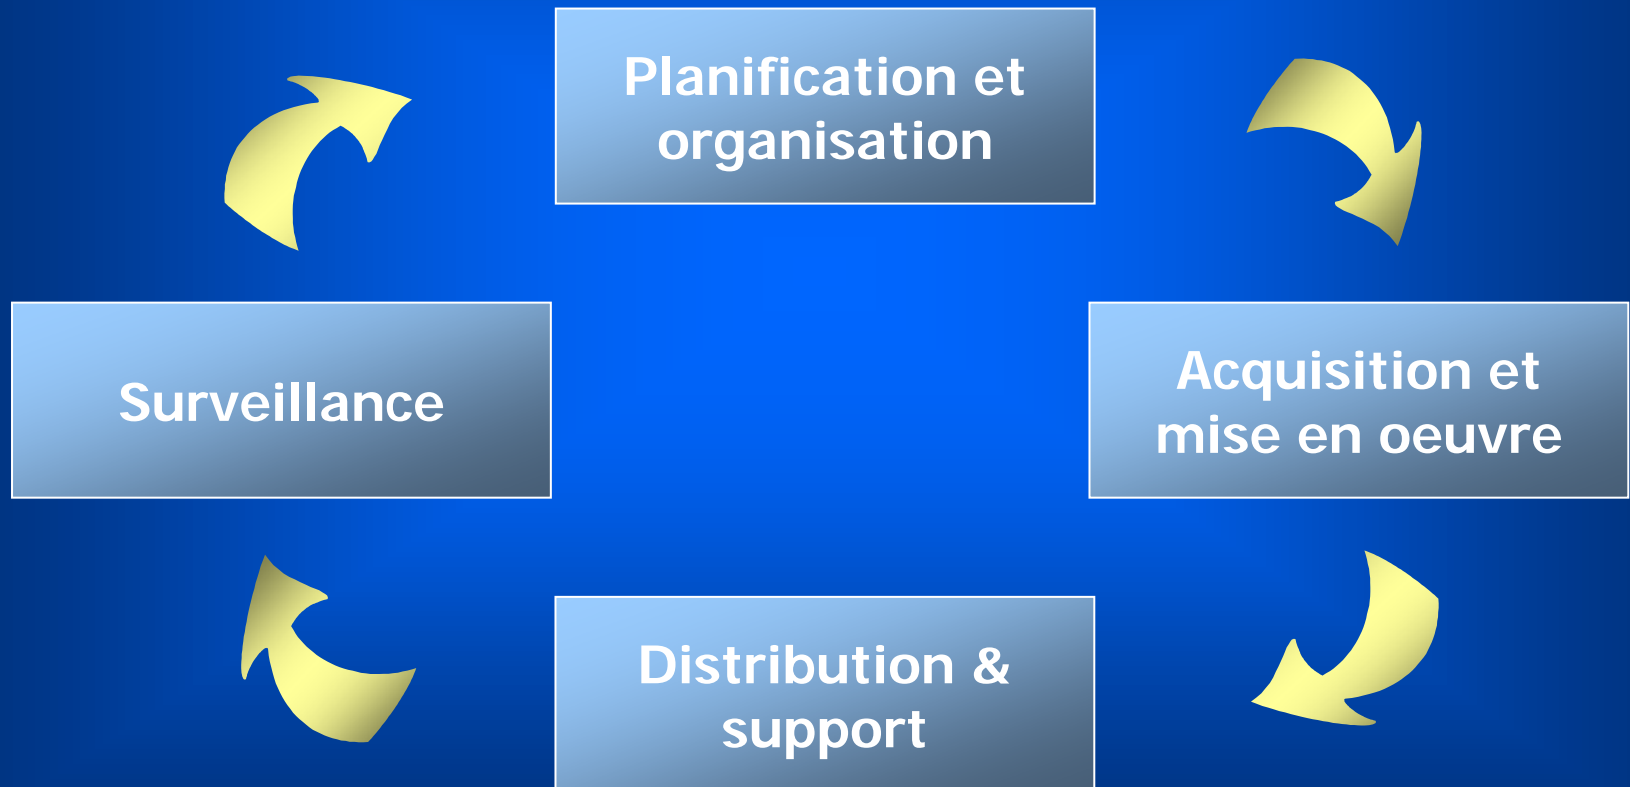 Planification et
organisation
Surveillance
Acquisition et
mise en oeuvre
Distribution &
support